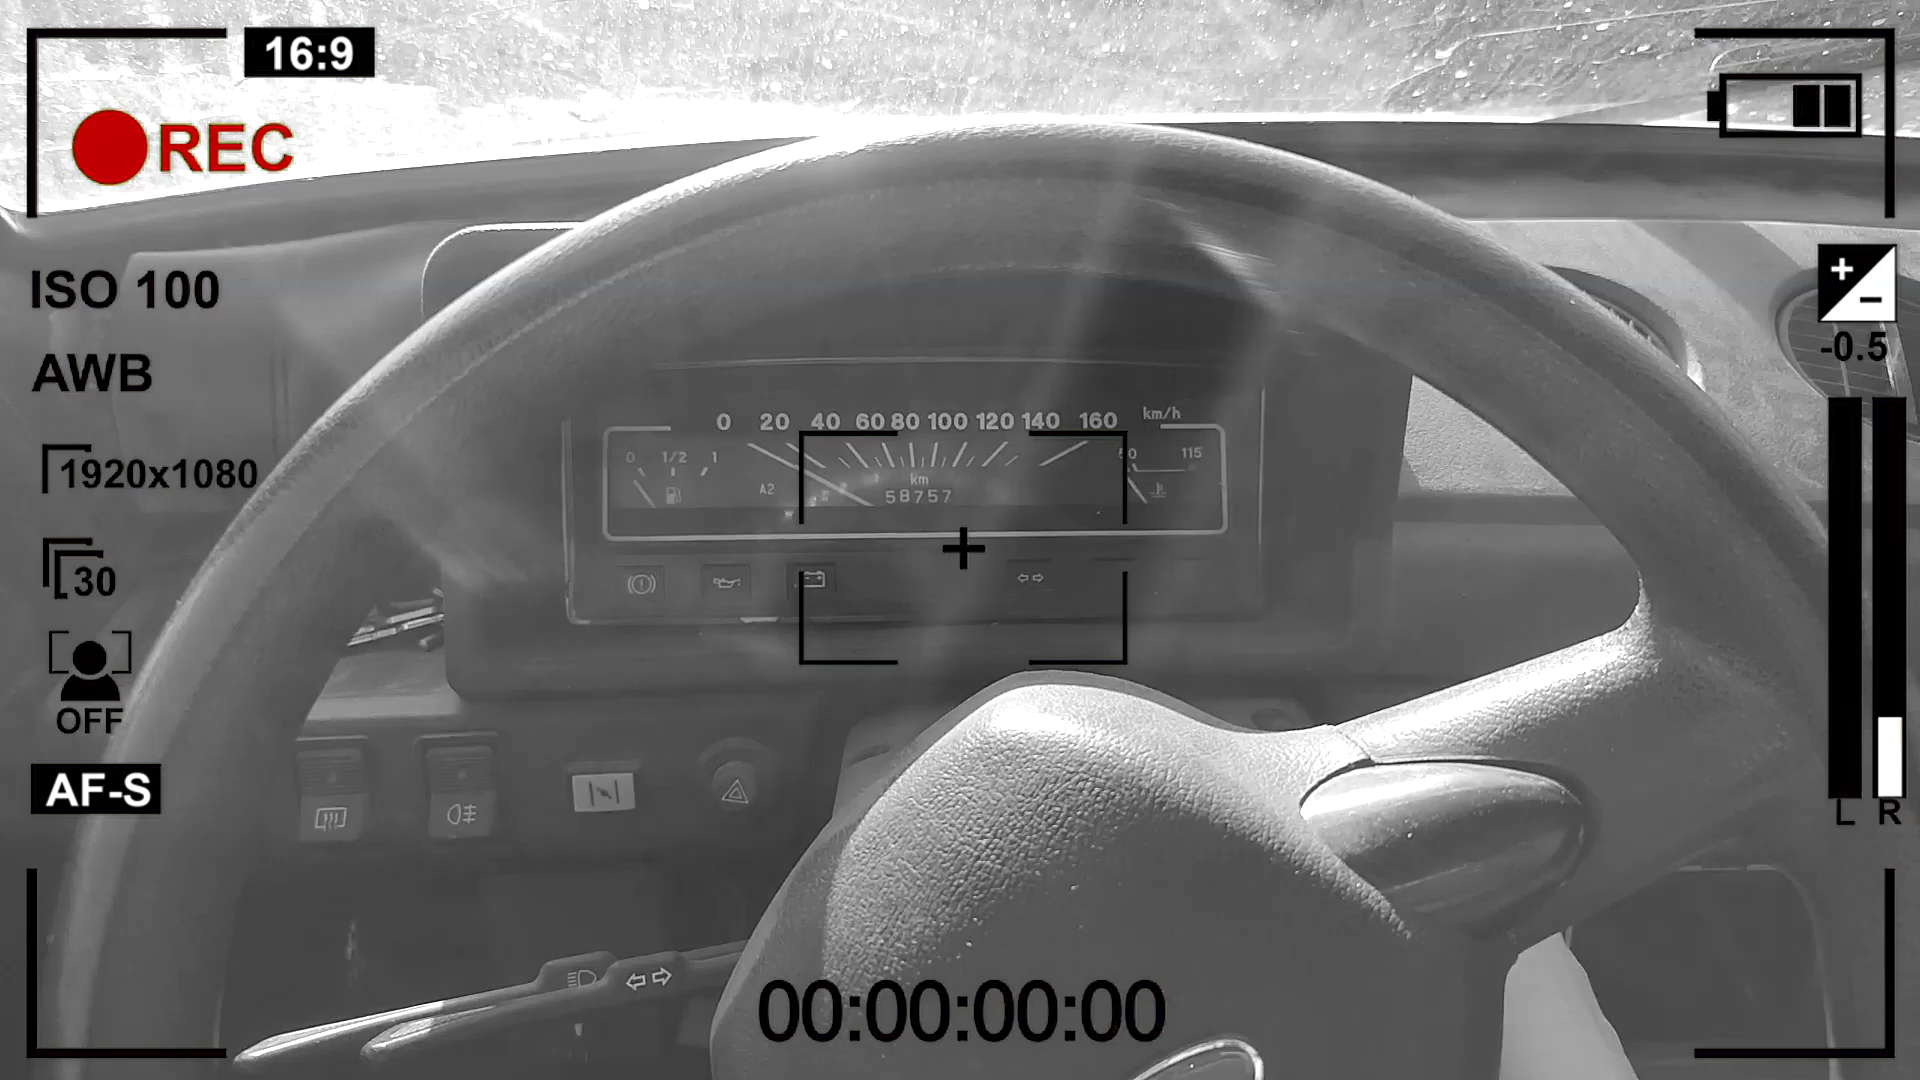 16:9
REC
ISO 100
AWB
1920x1080
30
OFF
AF-S
-0.5
L R
0 20 40 60 80 100 120 140 160 km/h
0 1/2 1
115
A2
km
58757
00:00:00:00